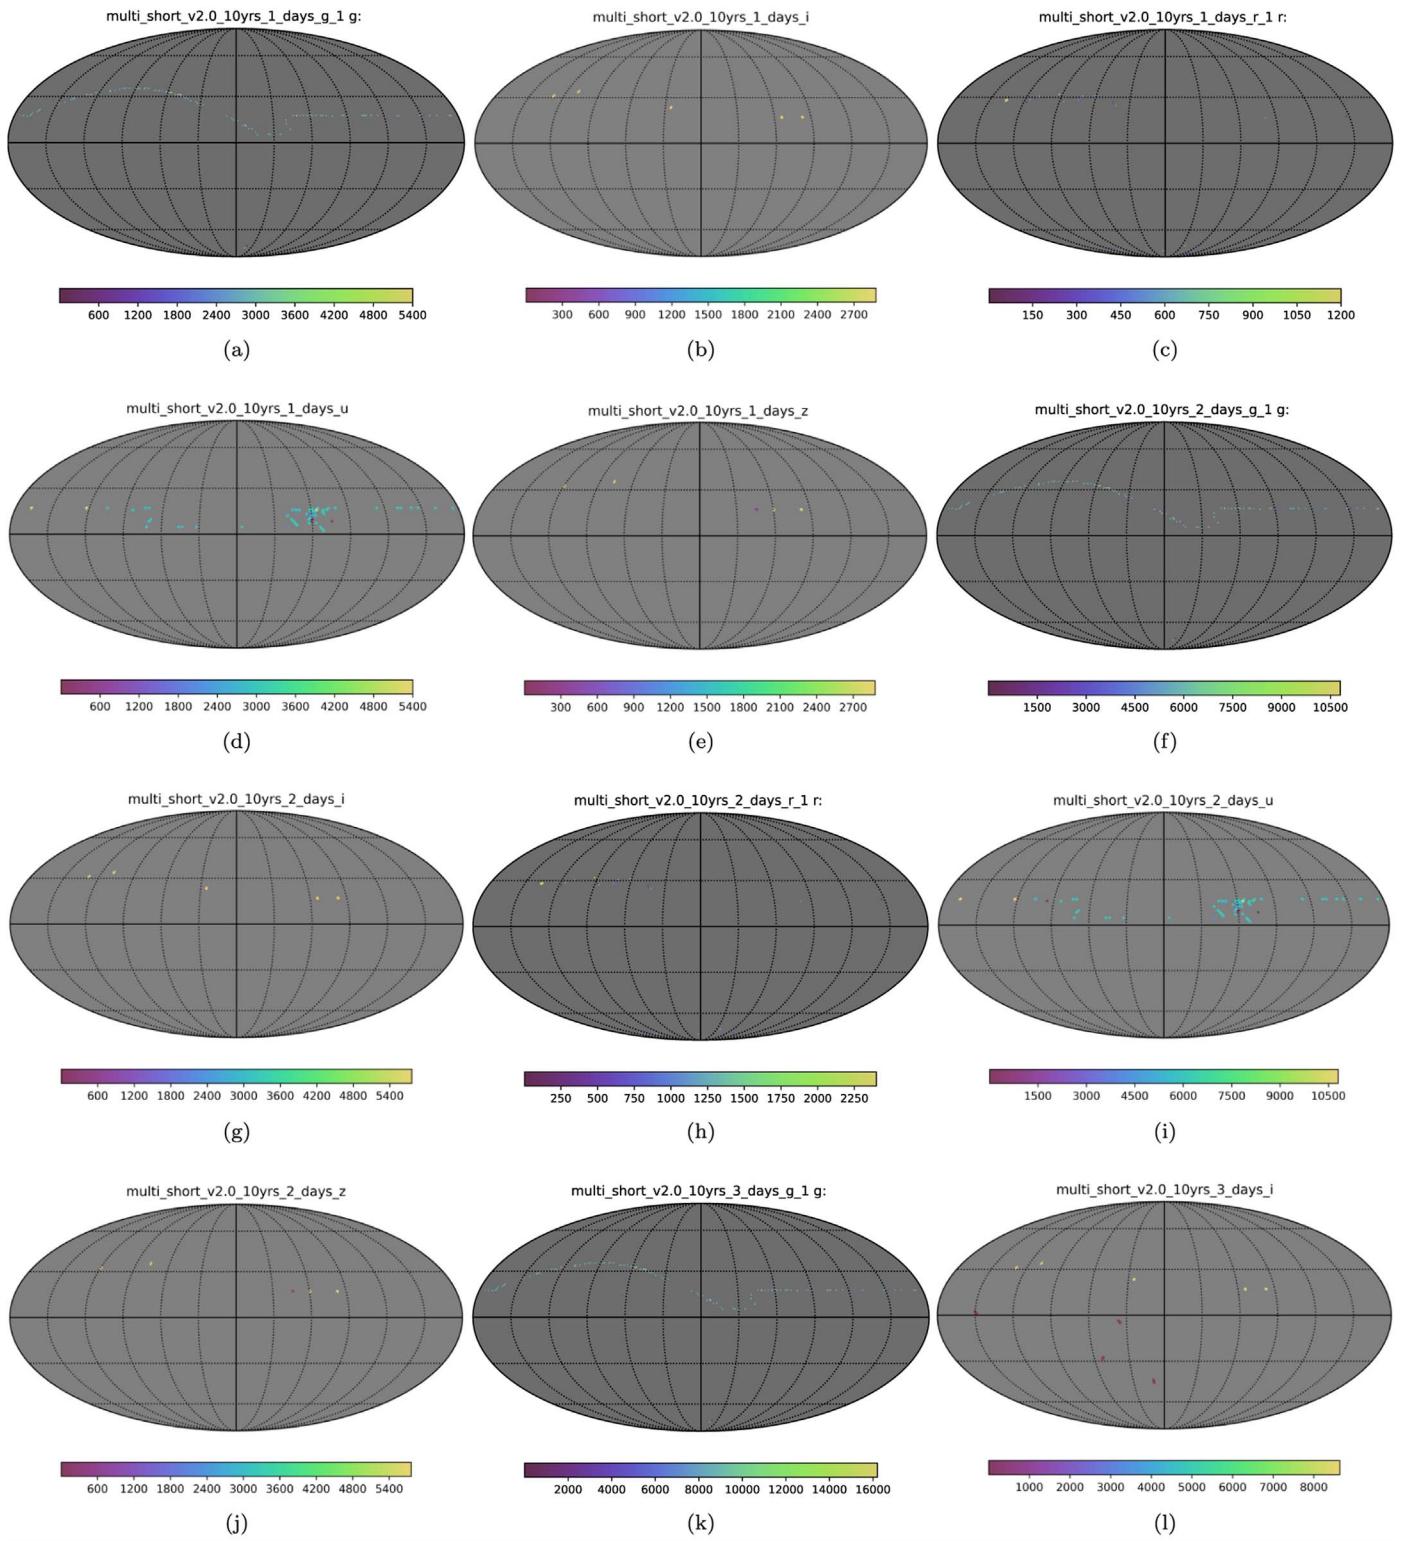 multi_short_v2.0_10yrs_1_days_g_1 g:
600 1200 1800 2400 3000 3600 4200 4800 5400
(a)
multi_short_v2.0_10yrs_1_days_i
300 600 900 1200 1500 1800 2100 2400 2700
(b)
multi_short_v2.0_10yrs_1_days_r_1 r:
150 300 450 600 750 900 1050 1200
(c)
multi_short_v2.0_10yrs_1_days_u
600 1200 1800 2400 3000 3600 4200 4800 5400
(d)
multi_short_v2.0_10yrs_1_days_z
300 600 900 1200 1500 1800 2100 2400 2700
(e)
multi_short_v2.0_10yrs_2_days_g_1 g:
1500 3000 4500 6000 7500 9000 10500
(f)
multi_short_v2.0_10yrs_2_days_i
600 1200 1800 2400 3000 3600 4200 4800 5400
(g)
multi_short_v2.0_10yrs_2_days_r_1 r:
250 500 750 1000 1250 1500 1750 2000 2250
(h)
multi_short_v2.0_10yrs_2_days_u
1500 3000 4500 6000 7500 9000 10500
(i)
multi_short_v2.0_10yrs_2_days_z
600 1200 1800 2400 3000 3600 4200 4800 5400
(j)
multi_short_v2.0_10yrs_3_days_g_1 g:
2000 4000 6000 8000 10000 12000 14000 16000
(k)
multi_short_v2.0_10yrs_3_days_i
1000 2000 3000 4000 5000 6000 7000 8000
(l)